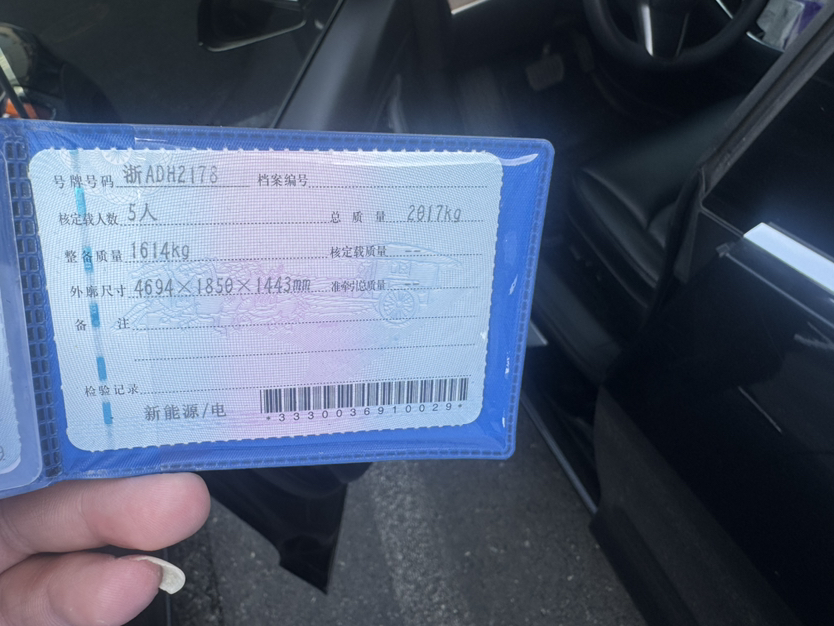 号牌号码 浙ADH2178 档案编号
核定载人数 5人 总质量 2017kg
整备质量 1614kg 核定载质量 --
外廓尺寸 4694×1850×1443mm 准牵引总质量 --
备注
检验记录
新能源/电
*3330036910029*